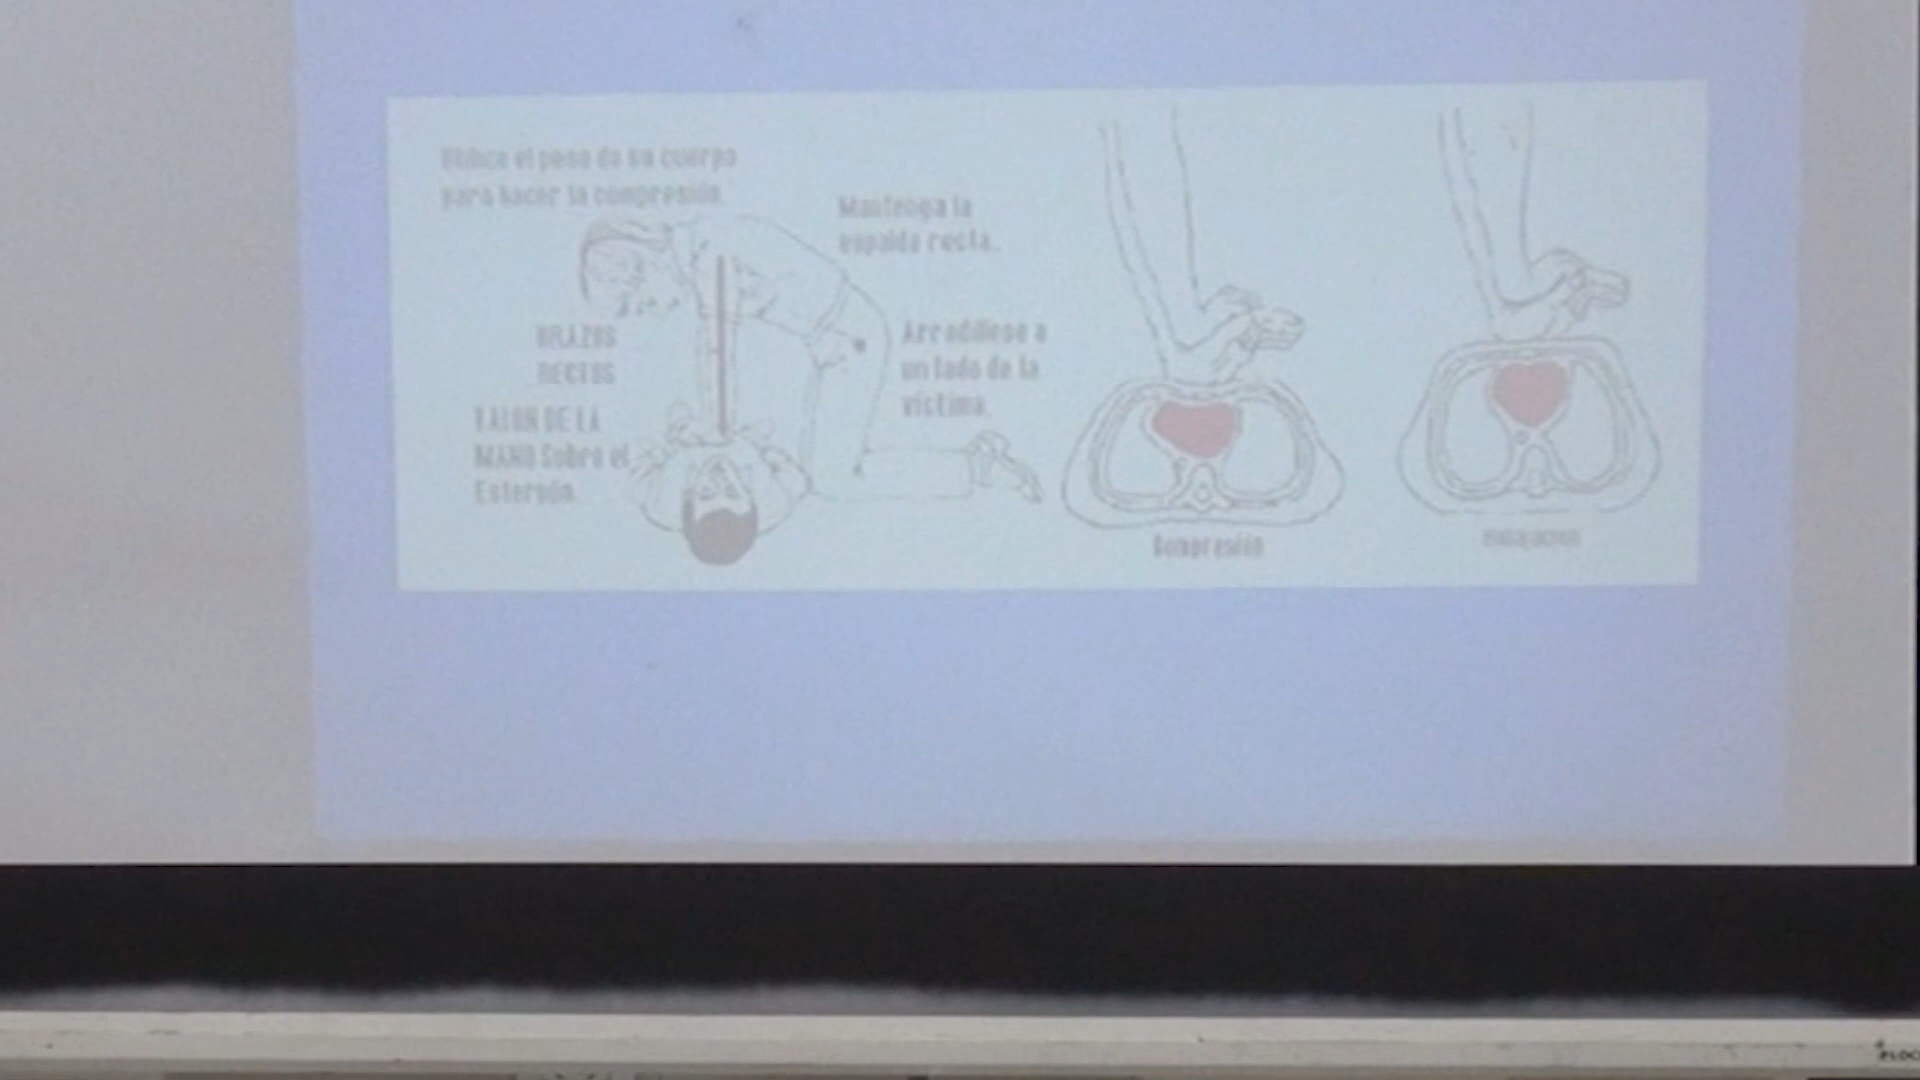 Utilice el peso de su cuerpo
para hacer la compresión.
Mantenga la
espalda recta.
BRAZOS
RECTOS
Arrodíllese a
un lado de la
víctima.
TALON DE LA
MANO Sobre el
Esternón.
Compresión